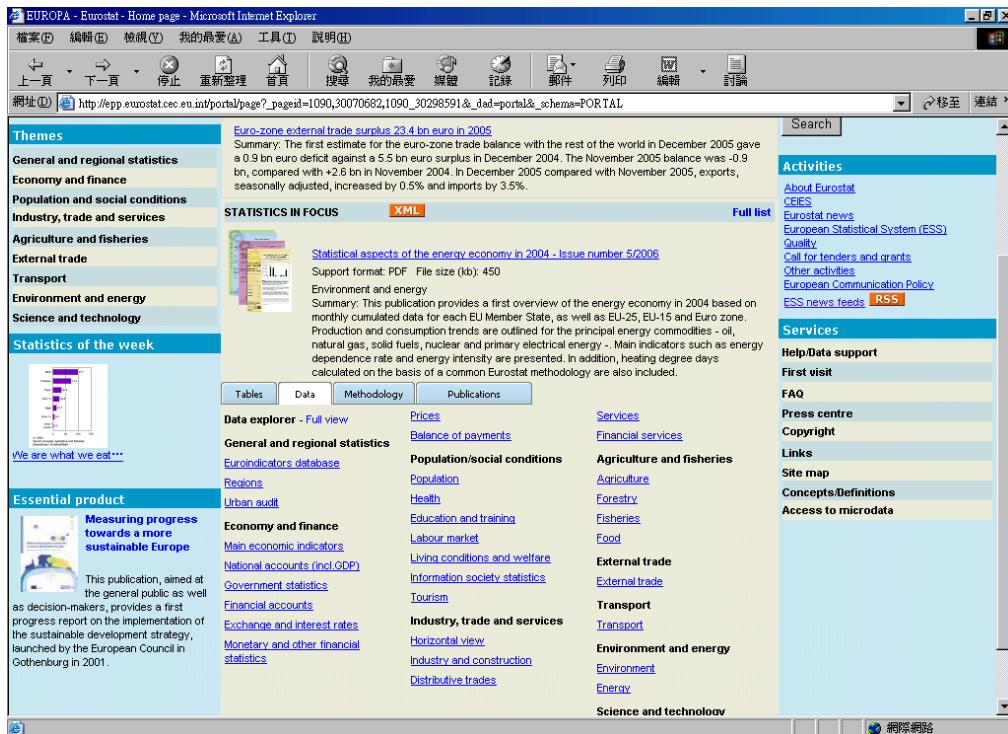 EUROPA - Eurostat - Home page - Microsoft Internet Explorer
檔案(F) 編輯(E) 檢視(V) 我的最愛(A) 工具(T) 說明(H)
上一頁 下一頁 停止 重新整理 首頁 搜尋 我的最愛 媒體 記錄 郵件 列印 編輯 討論
網址(D) http://epp.eurostat.cec.eu.int/portal/page?_pageid=1090,30070682,1090_30298591&_dad=portal&_schema=PORTAL 移至 連結 »
Themes
General and regional statistics
Economy and finance
Population and social conditions
Industry, trade and services
Agriculture and fisheries
External trade
Transport
Environment and energy
Science and technology
Statistics of the week
We are what we eat...
Essential product
Measuring progress
towards a more
sustainable Europe
This publication, aimed at
the general public as well
as decision-makers, provides a first
progress report on the implementation of
the sustainable development strategy,
launched by the European Council in
Gothenburg in 2001.
Euro-zone external trade surplus 23.4 bn euro in 2005
Summary: The first estimate for the euro-zone trade balance with the rest of the world in December 2005 gave
a 0.9 bn euro deficit against a 5.5 bn euro surplus in December 2004. The November 2005 balance was -0.9
bn, compared with +2.6 bn in November 2004. In December 2005 compared with November 2005, exports,
seasonally adjusted, increased by 0.5% and imports by 3.5%.
STATISTICS IN FOCUS XML Full list
Statistical aspects of the energy economy in 2004 - Issue number 5/2006
Support format: PDF File size (kb): 450
Environment and energy
Summary: This publication provides a first overview of the energy economy in 2004 based on
monthly cumulated data for each EU Member State, as well as EU-25, EU-15 and Euro zone.
Production and consumption trends are outlined for the principal energy commodities - oil,
natural gas, solid fuels, nuclear and primary electrical energy -. Main indicators such as energy
dependence rate and energy intensity are presented. In addition, heating degree days
calculated on the basis of a common Eurostat methodology are also included.
Tables Data Methodology Publications
Data explorer - Full view
General and regional statistics
Euroindicators database
Regions
Urban audit
Economy and finance
Main economic indicators
National accounts (incl.GDP)
Government statistics
Financial accounts
Exchange and interest rates
Monetary and other financial
statistics
Prices
Balance of payments
Population/social conditions
Population
Health
Education and training
Labour market
Living conditions and welfare
Information society statistics
Tourism
Industry, trade and services
Horizontal view
Industry and construction
Distributive trades
Services
Financial services
Agriculture and fisheries
Agriculture
Forestry
Fisheries
Food
External trade
External trade
Transport
Transport
Environment and energy
Environment
Energy
Science and technology
Search
Activities
About Eurostat
CEIES
Eurostat news
European Statistical System (ESS)
Quality
Call for tenders and grants
Other activities
European Communication Policy
ESS news feeds RSS
Services
Help/Data support
First visit
FAQ
Press centre
Copyright
Links
Site map
Concepts/Definitions
Access to microdata
網際網路